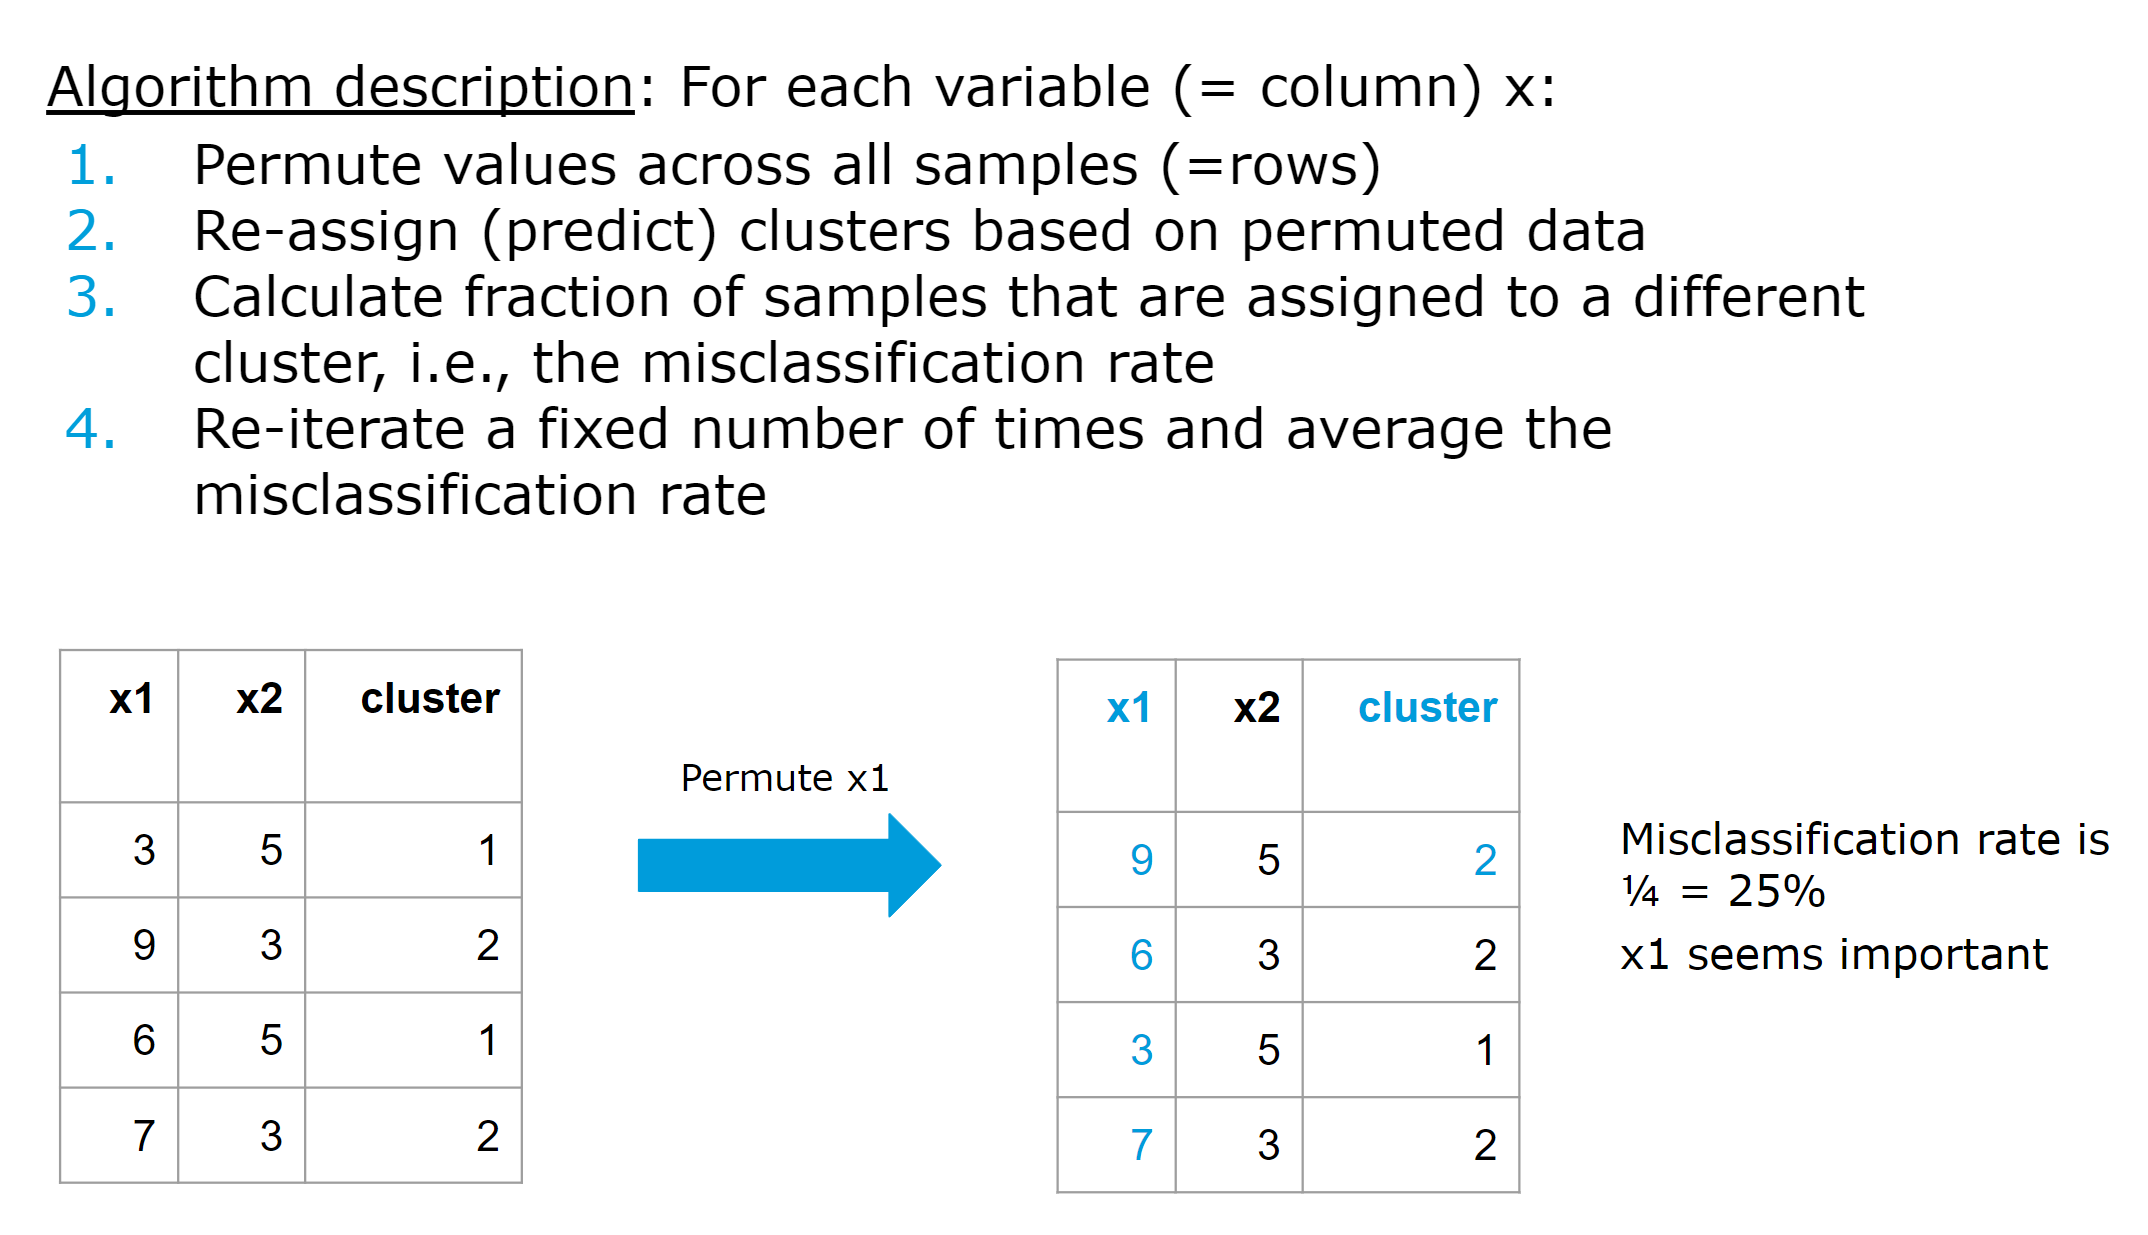 Algorithm description: For each variable (= column) x:
1. Permute values across all samples (=rows)
2. Re-assign (predict) clusters based on permuted data
3. Calculate fraction of samples that are assigned to a different
cluster, i.e., the misclassification rate
4. Re-iterate a fixed number of times and average the
misclassification rate
x1 x2 cluster
3 5 1
9 3 2
6 5 1
7 3 2
Permute x1
x1 x2 cluster
9 5 2
6 3 2
3 5 1
7 3 2
Misclassification rate is
¼ = 25%
x1 seems important